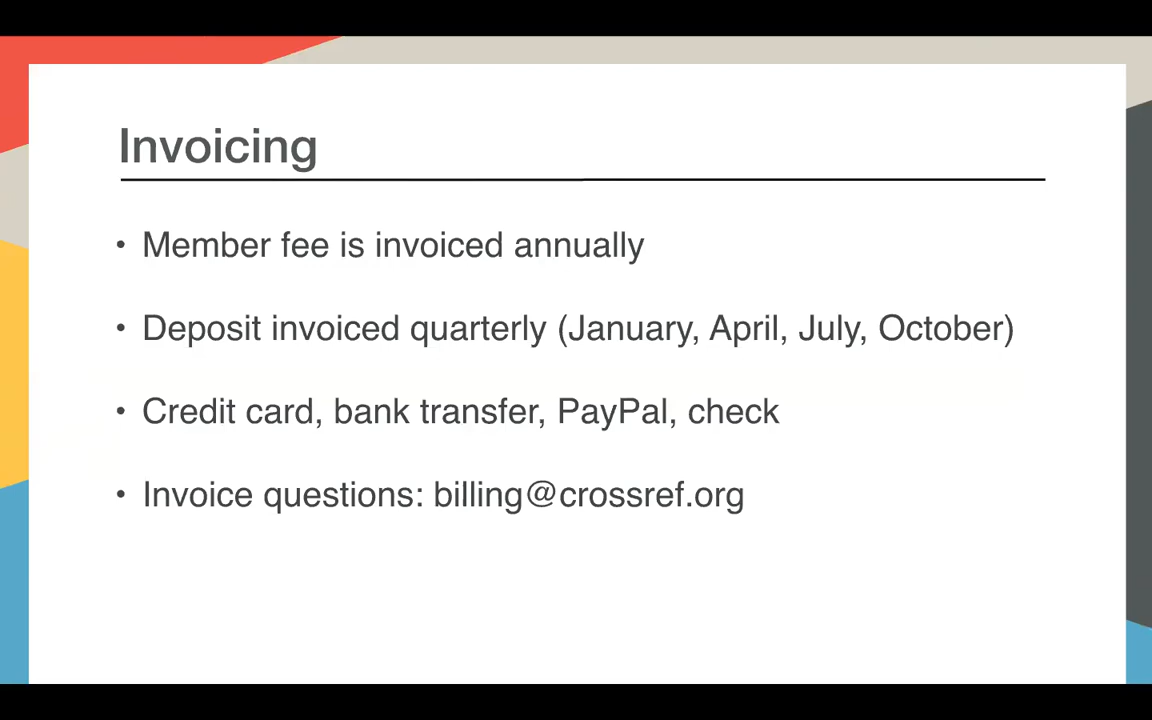 Invoicing
• Member fee is invoiced annually
• Deposit invoiced quarterly (January, April, July, October)
• Credit card, bank transfer, PayPal, check
• Invoice questions: billing@crossref.org